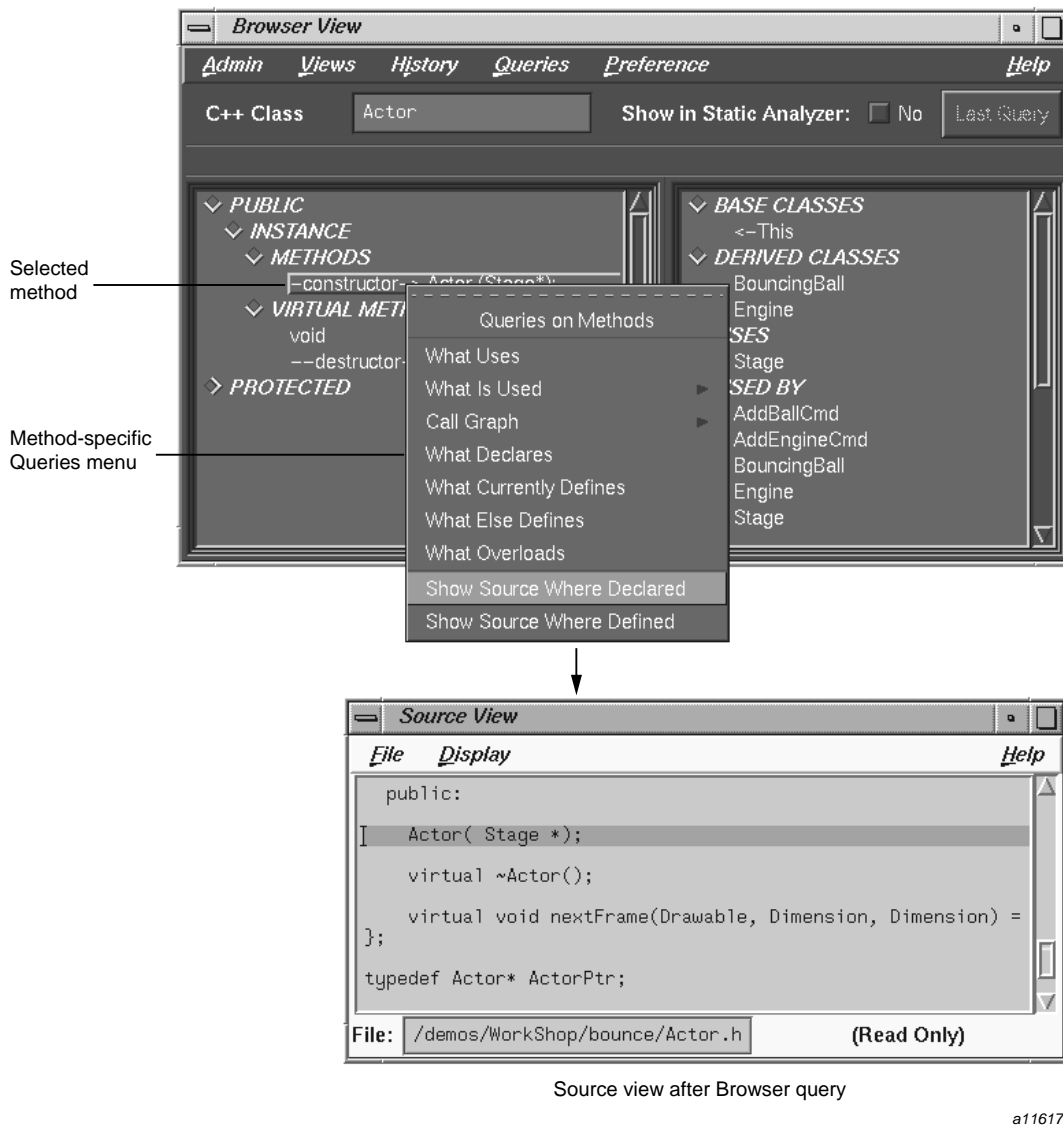 Browser View
Admin Views History Queries Preference Help
C++ Class Actor Show in Static Analyzer: No Last Query
PUBLIC
INSTANCE
METHODS
-constructor-> Actor (Stage*);
VIRTUAL MET
void
--destructor-
PROTECTED
BASE CLASSES
<-This
DERIVED CLASSES
BouncingBall
Engine
SES
Stage
SED BY
AddBallCmd
AddEngineCmd
BouncingBall
Engine
Stage
Selected
method
Method-specific
Queries menu
Queries on Methods
What Uses
What Is Used
Call Graph
What Declares
What Currently Defines
What Else Defines
What Overloads
Show Source Where Declared
Show Source Where Defined
Source View
File Display Help
public:
Actor( Stage *);
virtual ~Actor();
virtual void nextFrame(Drawable, Dimension, Dimension) =
};
typedef Actor* ActorPtr;
File: /demos/WorkShop/bounce/Actor.h (Read Only)
Source view after Browser query
a11617